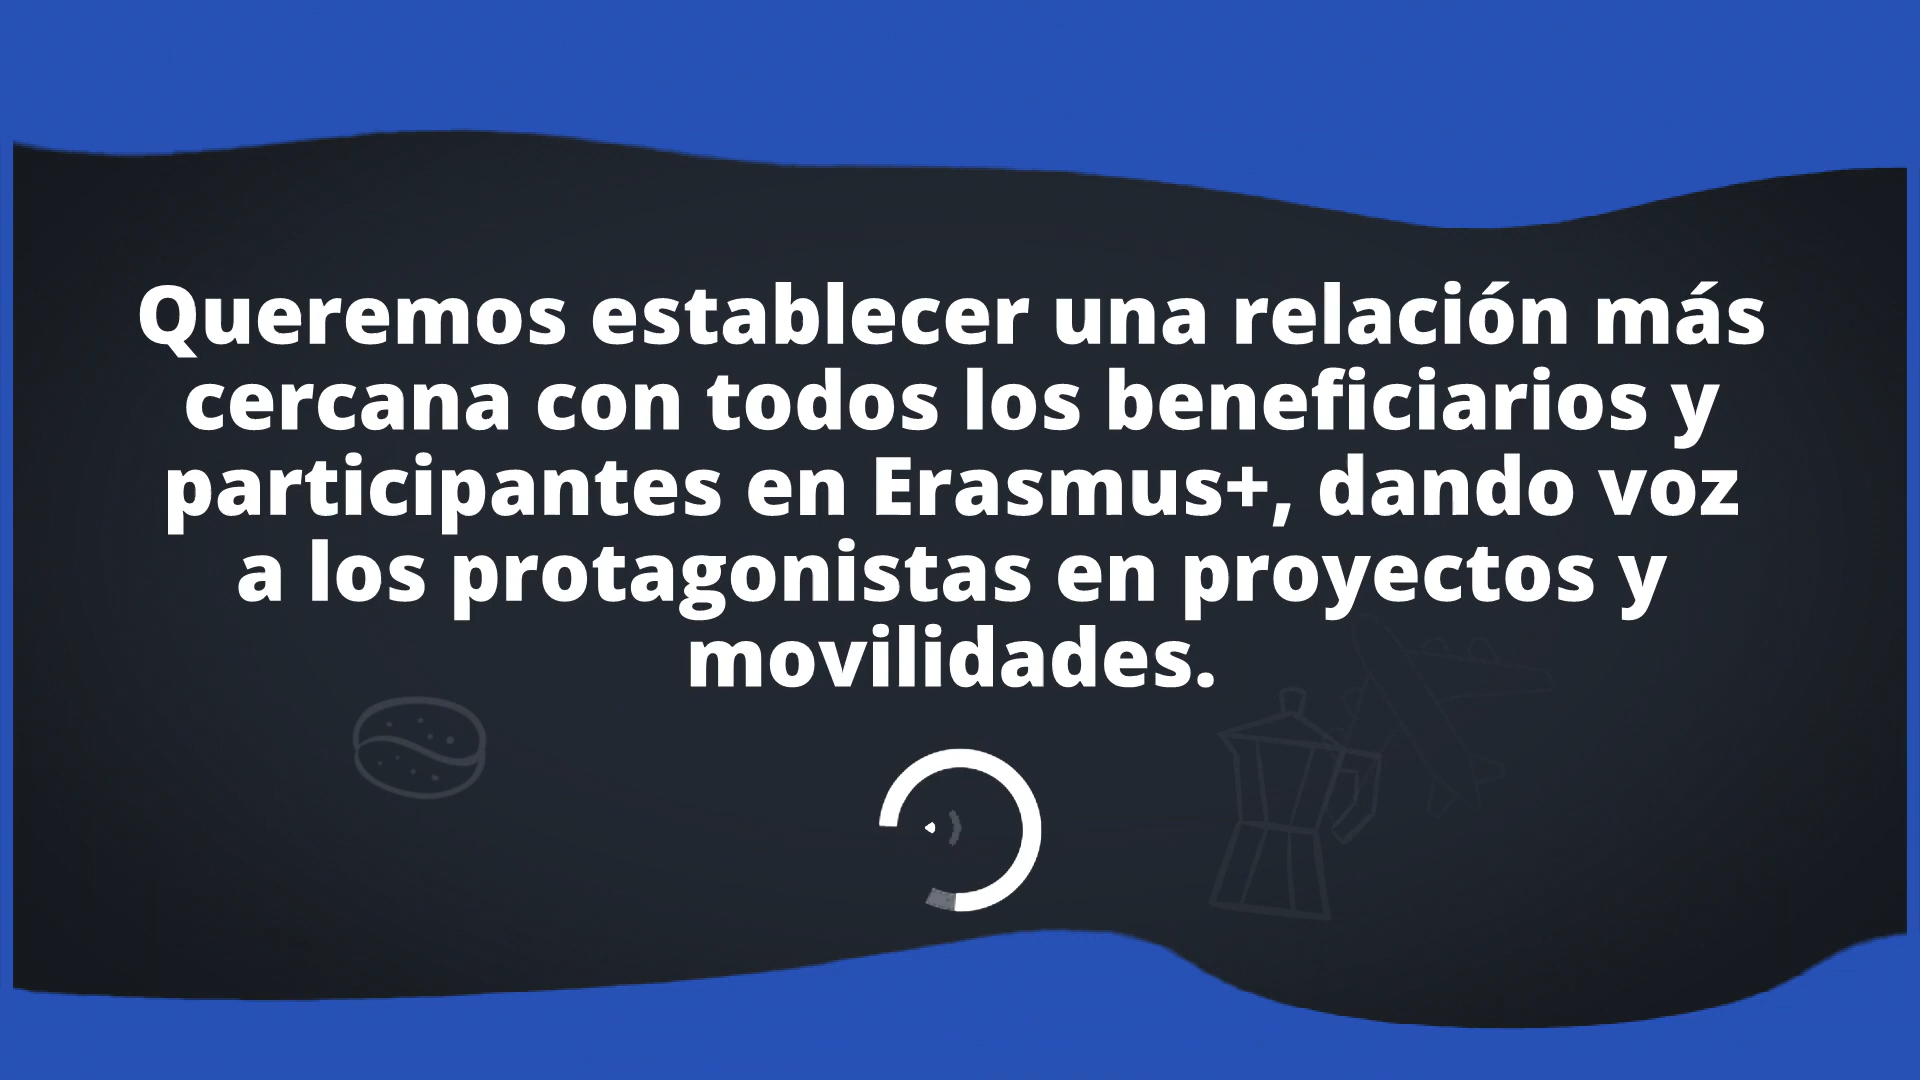 Queremos establecer una relación más
cercana con todos los beneficiarios y
participantes en Erasmus+, dando voz
a los protagonistas en proyectos y
movilidades.